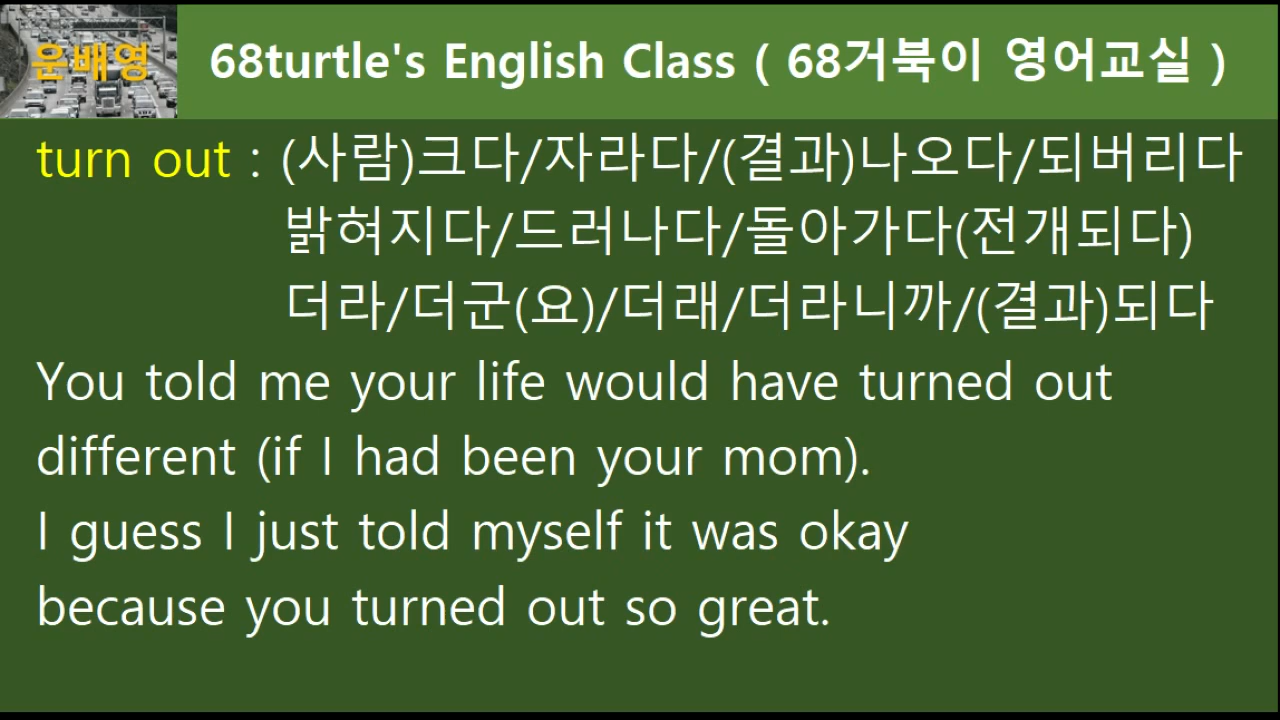 운배영
68turtle's English Class ( 68거북이 영어교실 )
turn out : (사람)크다/자라다/(결과)나오다/되버리다
밝혀지다/드러나다/돌아가다(전개되다)
더라/더군(요)/더래/더라니까/(결과)되다
You told me your life would have turned out
different (if I had been your mom).
I guess I just told myself it was okay
because you turned out so great.